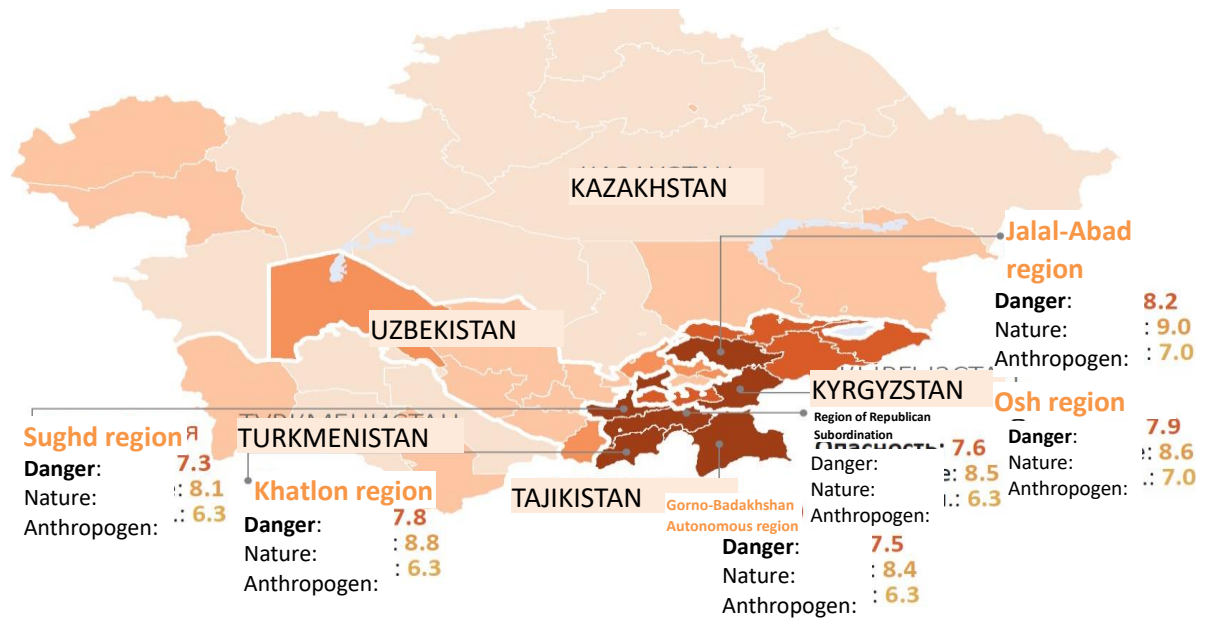 KAZAKHSTAN
Jalal-Abad
region
Danger: 8.2
Nature: : 9.0
Anthropogen: : 7.0
UZBEKISTAN
KYRGYZSTAN
Osh region
7.9
Danger:
Nature: : 8.6
Anthropogen: .: 7.0
Region of Republican
Subordination
Опасность: 7.6
Danger:
Nature: e: 8.5
Anthropogen: .: 6.3
Sughd region я
Danger: 7.3
Nature: : 8.1
Anthropogen: .: 6.3
TURKMENISTAN
Khatlon region
Danger: 7.8
Nature: : 8.8
Anthropogen: : 6.3
TAJIKISTAN
Gorno-Badakhshan
Autonomous region
Danger: 7.5
Nature: : 8.4
Anthropogen: : 6.3